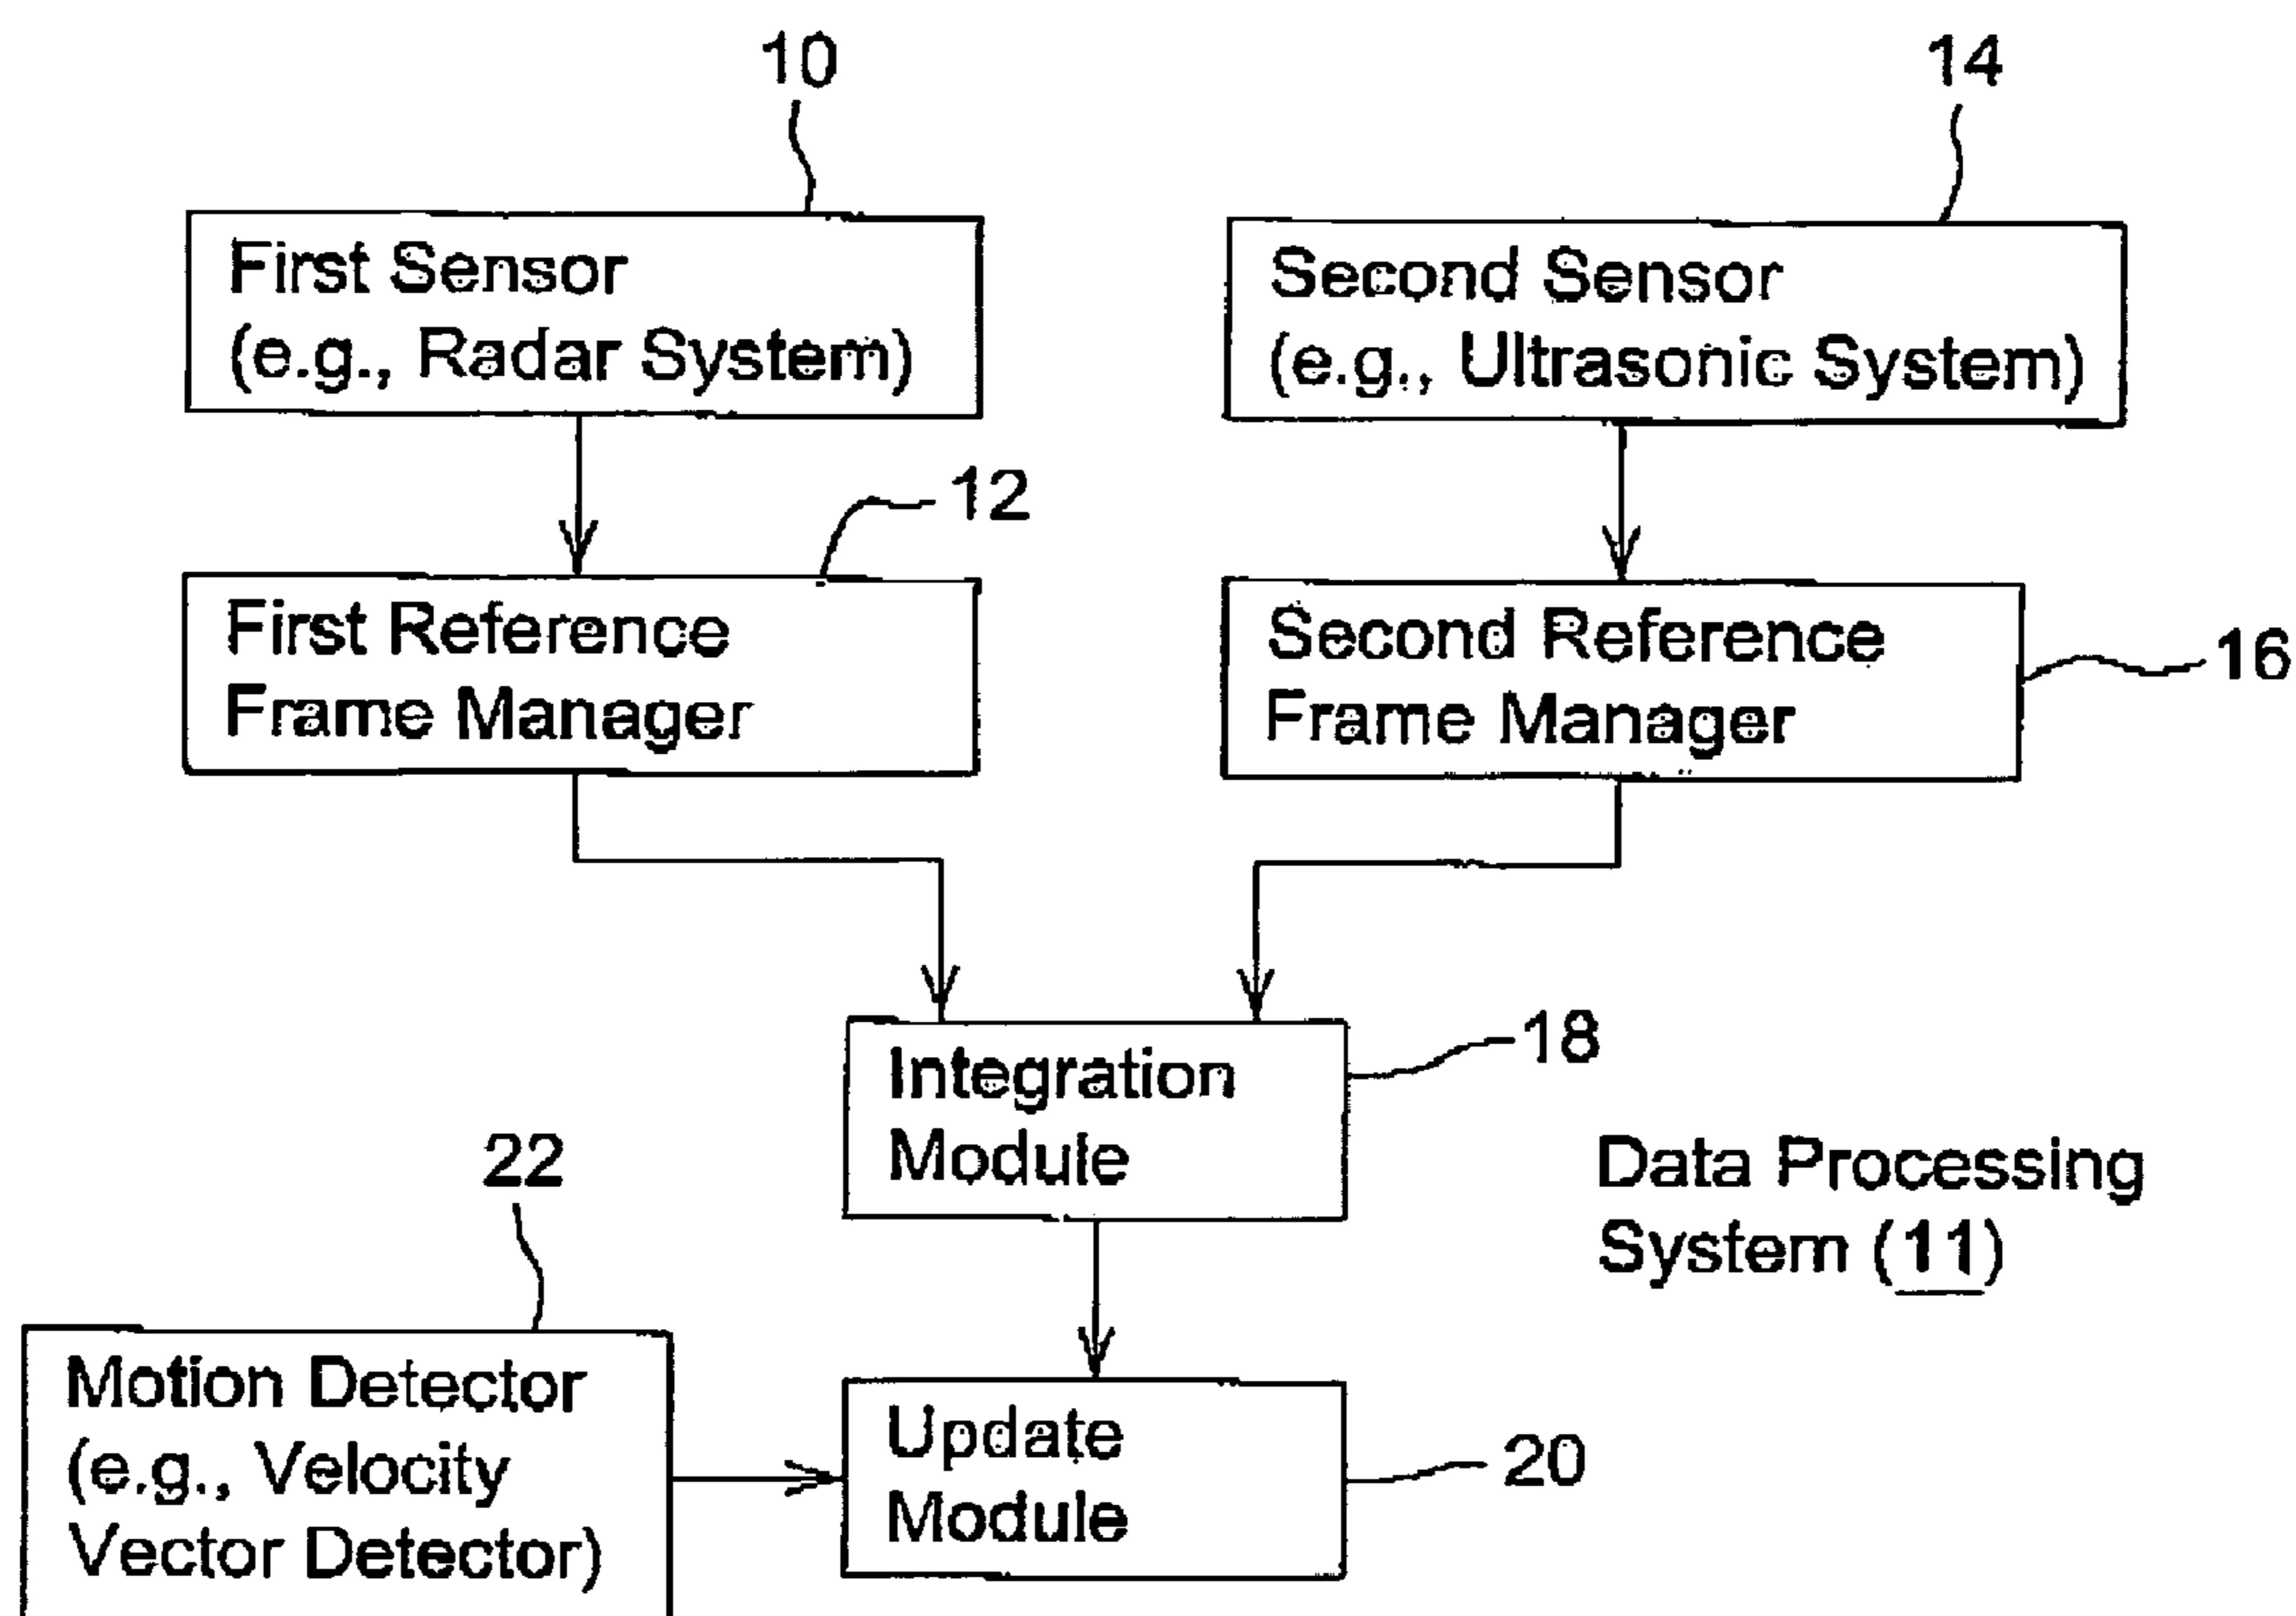 10
14
First Sensor
(e.g., Radar System)
Second Sensor
(e.g., Ultrasonic System)
12
First Reference
Frame Manager
Second Reference
Frame Manager
16
Integration
Module
18
Data Processing
System (11)
22
Motion Detector
(e.g., Velocity
Vector Detector)
Update
Module
20